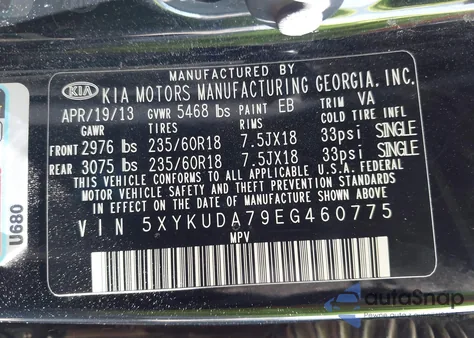 MANUFACTURED BY
KIA KIA MOTORS MANUFACTURING GEORGIA, INC.
APR/19/13 GVWR 5468 lbs PAINT EB TRIM VA
GAWR TIRES RIMS COLD TIRE INFL
FRONT 2976 lbs 235/60R18 7.5JX18 33psi SINGLE
REAR 3075 lbs 235/60R18 7.5JX18 33psi SINGLE
THIS VEHICLE CONFORMS TO ALL APPLICABLE U.S.A. FEDERAL
MOTOR VEHICLE SAFETY AND THEFT PREVENTION STANDARDS
IN EFFECT ON THE DATE OF MANUFACTURE SHOWN ABOVE.
VIN 5XYKUDA79EG460775
MPV
U680
autoSnap